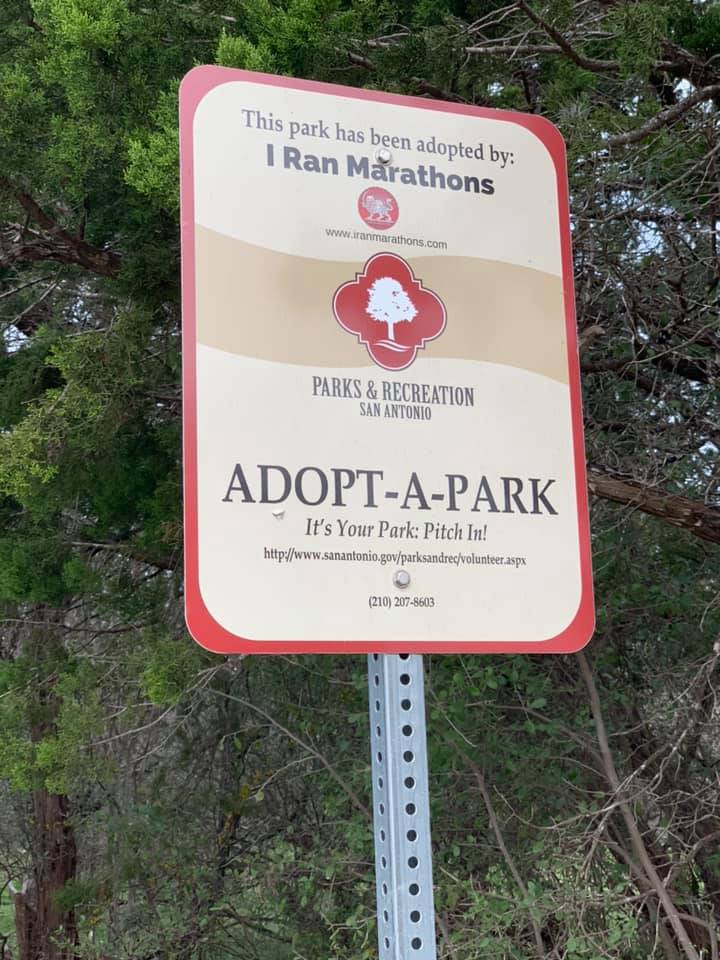 This park has been adopted by:
I Ran Marathons
www.iranmarathons.com
PARKS & RECREATION
SAN ANTONIO
ADOPT-A-PARK
It's Your Park: Pitch In!
http://www.sanantonio.gov/parksandrec/volunteer.aspx
(210) 207-8603